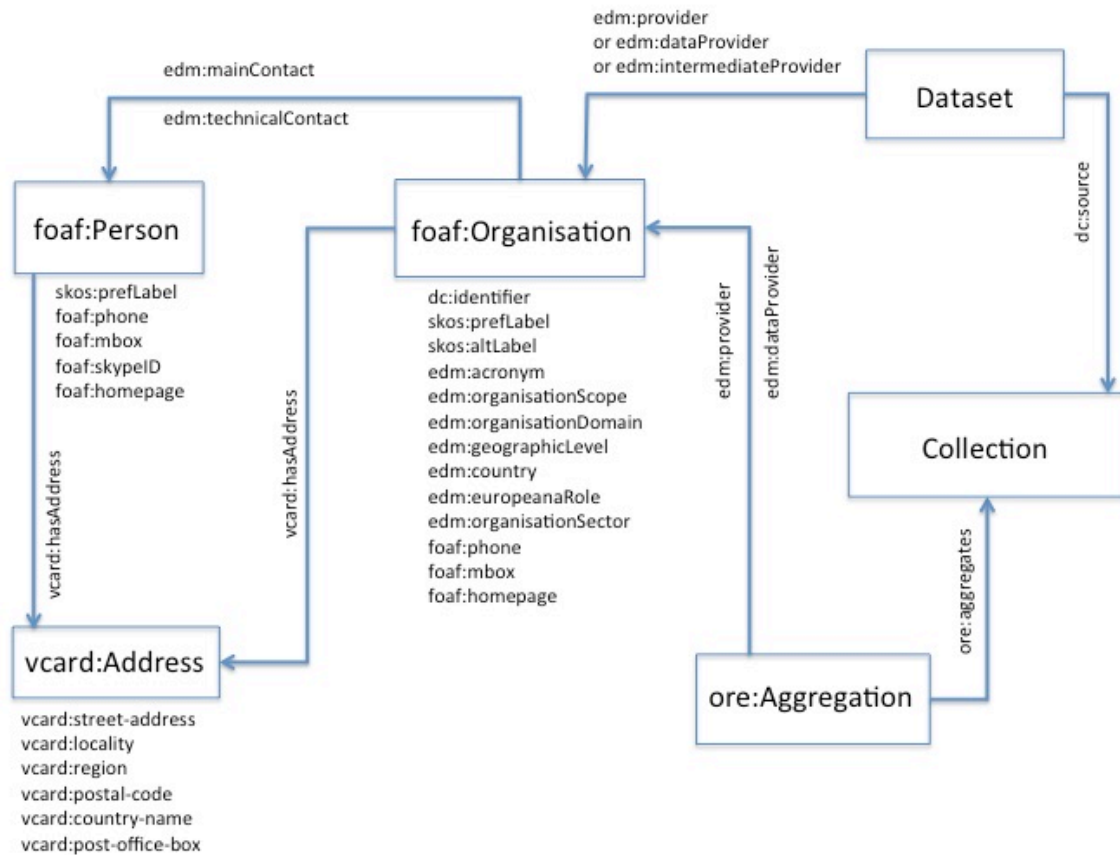 edm:provider
or edm:dataProvider
or edm:intermediateProvider
edm:mainContact
edm:technicalContact
Dataset
dc:source
foaf:Person
skos:prefLabel
foaf:phone
foaf:mbox
foaf:skypeID
foaf:homepage
vcard:hasAddress
foaf:Organisation
dc:identifier
skos:prefLabel
skos:altLabel
edm:acronym
edm:organisationScope
edm:organisationDomain
edm:geographicLevel
edm:country
edm:europeanaRole
edm:organisationSector
foaf:phone
foaf:mbox
foaf:homepage
vcard:hasAddress
edm:provider
edm:dataProvider
Collection
ore:aggregates
ore:Aggregation
vcard:Address
vcard:street-address
vcard:locality
vcard:region
vcard:postal-code
vcard:country-name
vcard:post-office-box